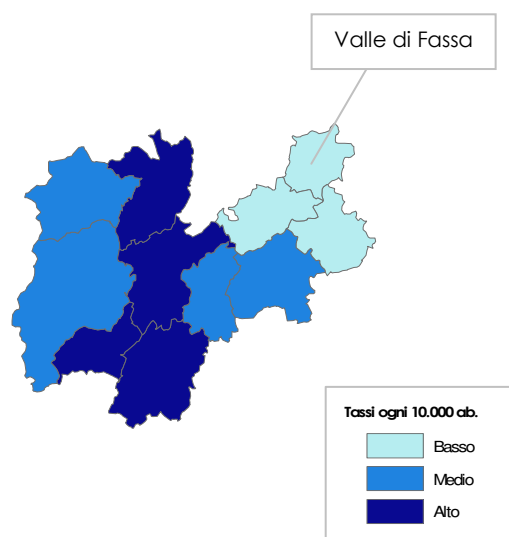 Valle di Fassa
Tassi ogni 10.000 ab.
Basso
Medio
Alto